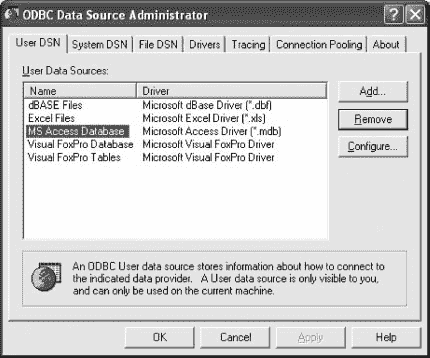 ODBC Data Source Administrator
User DSN System DSN File DSN Drivers Tracing Connection Pooling About
User Data Sources:
Name Driver
dBASE Files Microsoft dBase Driver (*.dbf)
Excel Files Microsoft Excel Driver (*.xls)
MS Access Database Microsoft Access Driver (*.mdb)
Visual FoxPro Database Microsoft Visual FoxPro Driver
Visual FoxPro Tables Microsoft Visual FoxPro Driver
Add...
Remove
Configure...
An ODBC User data source stores information about how to connect to
the indicated data provider. A User data source is only visible to you,
and can only be used on the current machine.
OK Cancel Apply Help